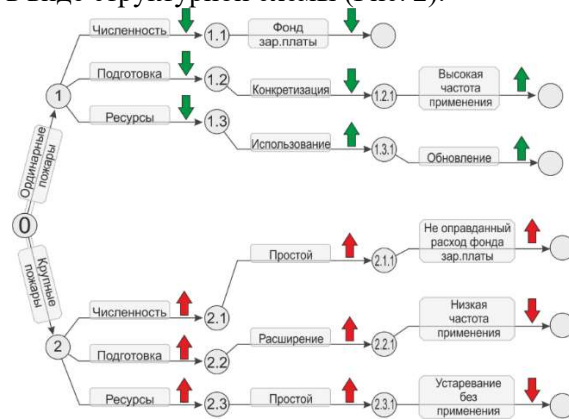 в виде структурной схемы (Рис. 2).
Численность
1.1
Фонд
зар.платы
Подготовка
1.2
Конкретизация
1.2.1
Высокая
частота
применения
1
Ресурсы
1.3
Использование
1.3.1
Обновление
Ординарные
пожары
0
Крупные
пожары
Простой
2.1.1
Не оправданный
расход фонда
зар.платы
Численность
2.1
2
Подготовка
2.2
Расширение
2.2.1
Низкая
частота
применения
Ресурсы
2.3
Простой
2.3.1
Устаревание
без
применения